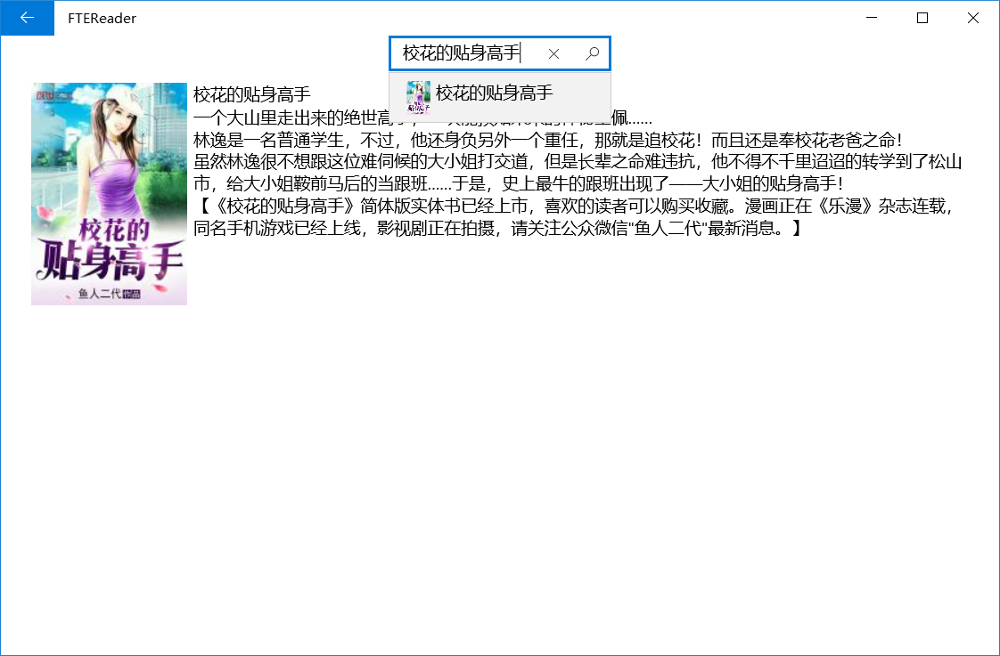 FTEReader
校花的贴身高手
校花的贴身高手
校花的贴身高手
一个大山里走出来的绝世高
佩......
林逸是一名普通学生，不过，他还身负另外一个重任，那就是追校花！而且还是奉校花老爸之命！
虽然林逸很不想跟这位难伺候的大小姐打交道，但是长辈之命难违抗，他不得不千里迢迢的转学到了松山
市，给大小姐鞍前马后的当跟班......于是，史上最牛的跟班出现了——大小姐的贴身高手！
【《校花的贴身高手》简体版实体书已经上市，喜欢的读者可以购买收藏。漫画正在《乐漫》杂志连载，
同名手机游戏已经上线，影视剧正在拍摄，请关注公众微信"鱼人二代"最新消息。】
校花的
贴身高手
鱼人二代 作品